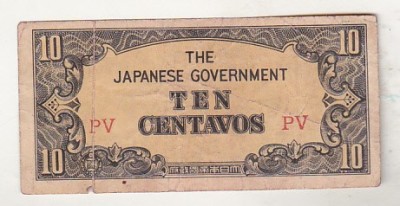 10 10
THE
JAPANESE GOVERNMENT
TEN
PV CENTAVOS PV
10 10